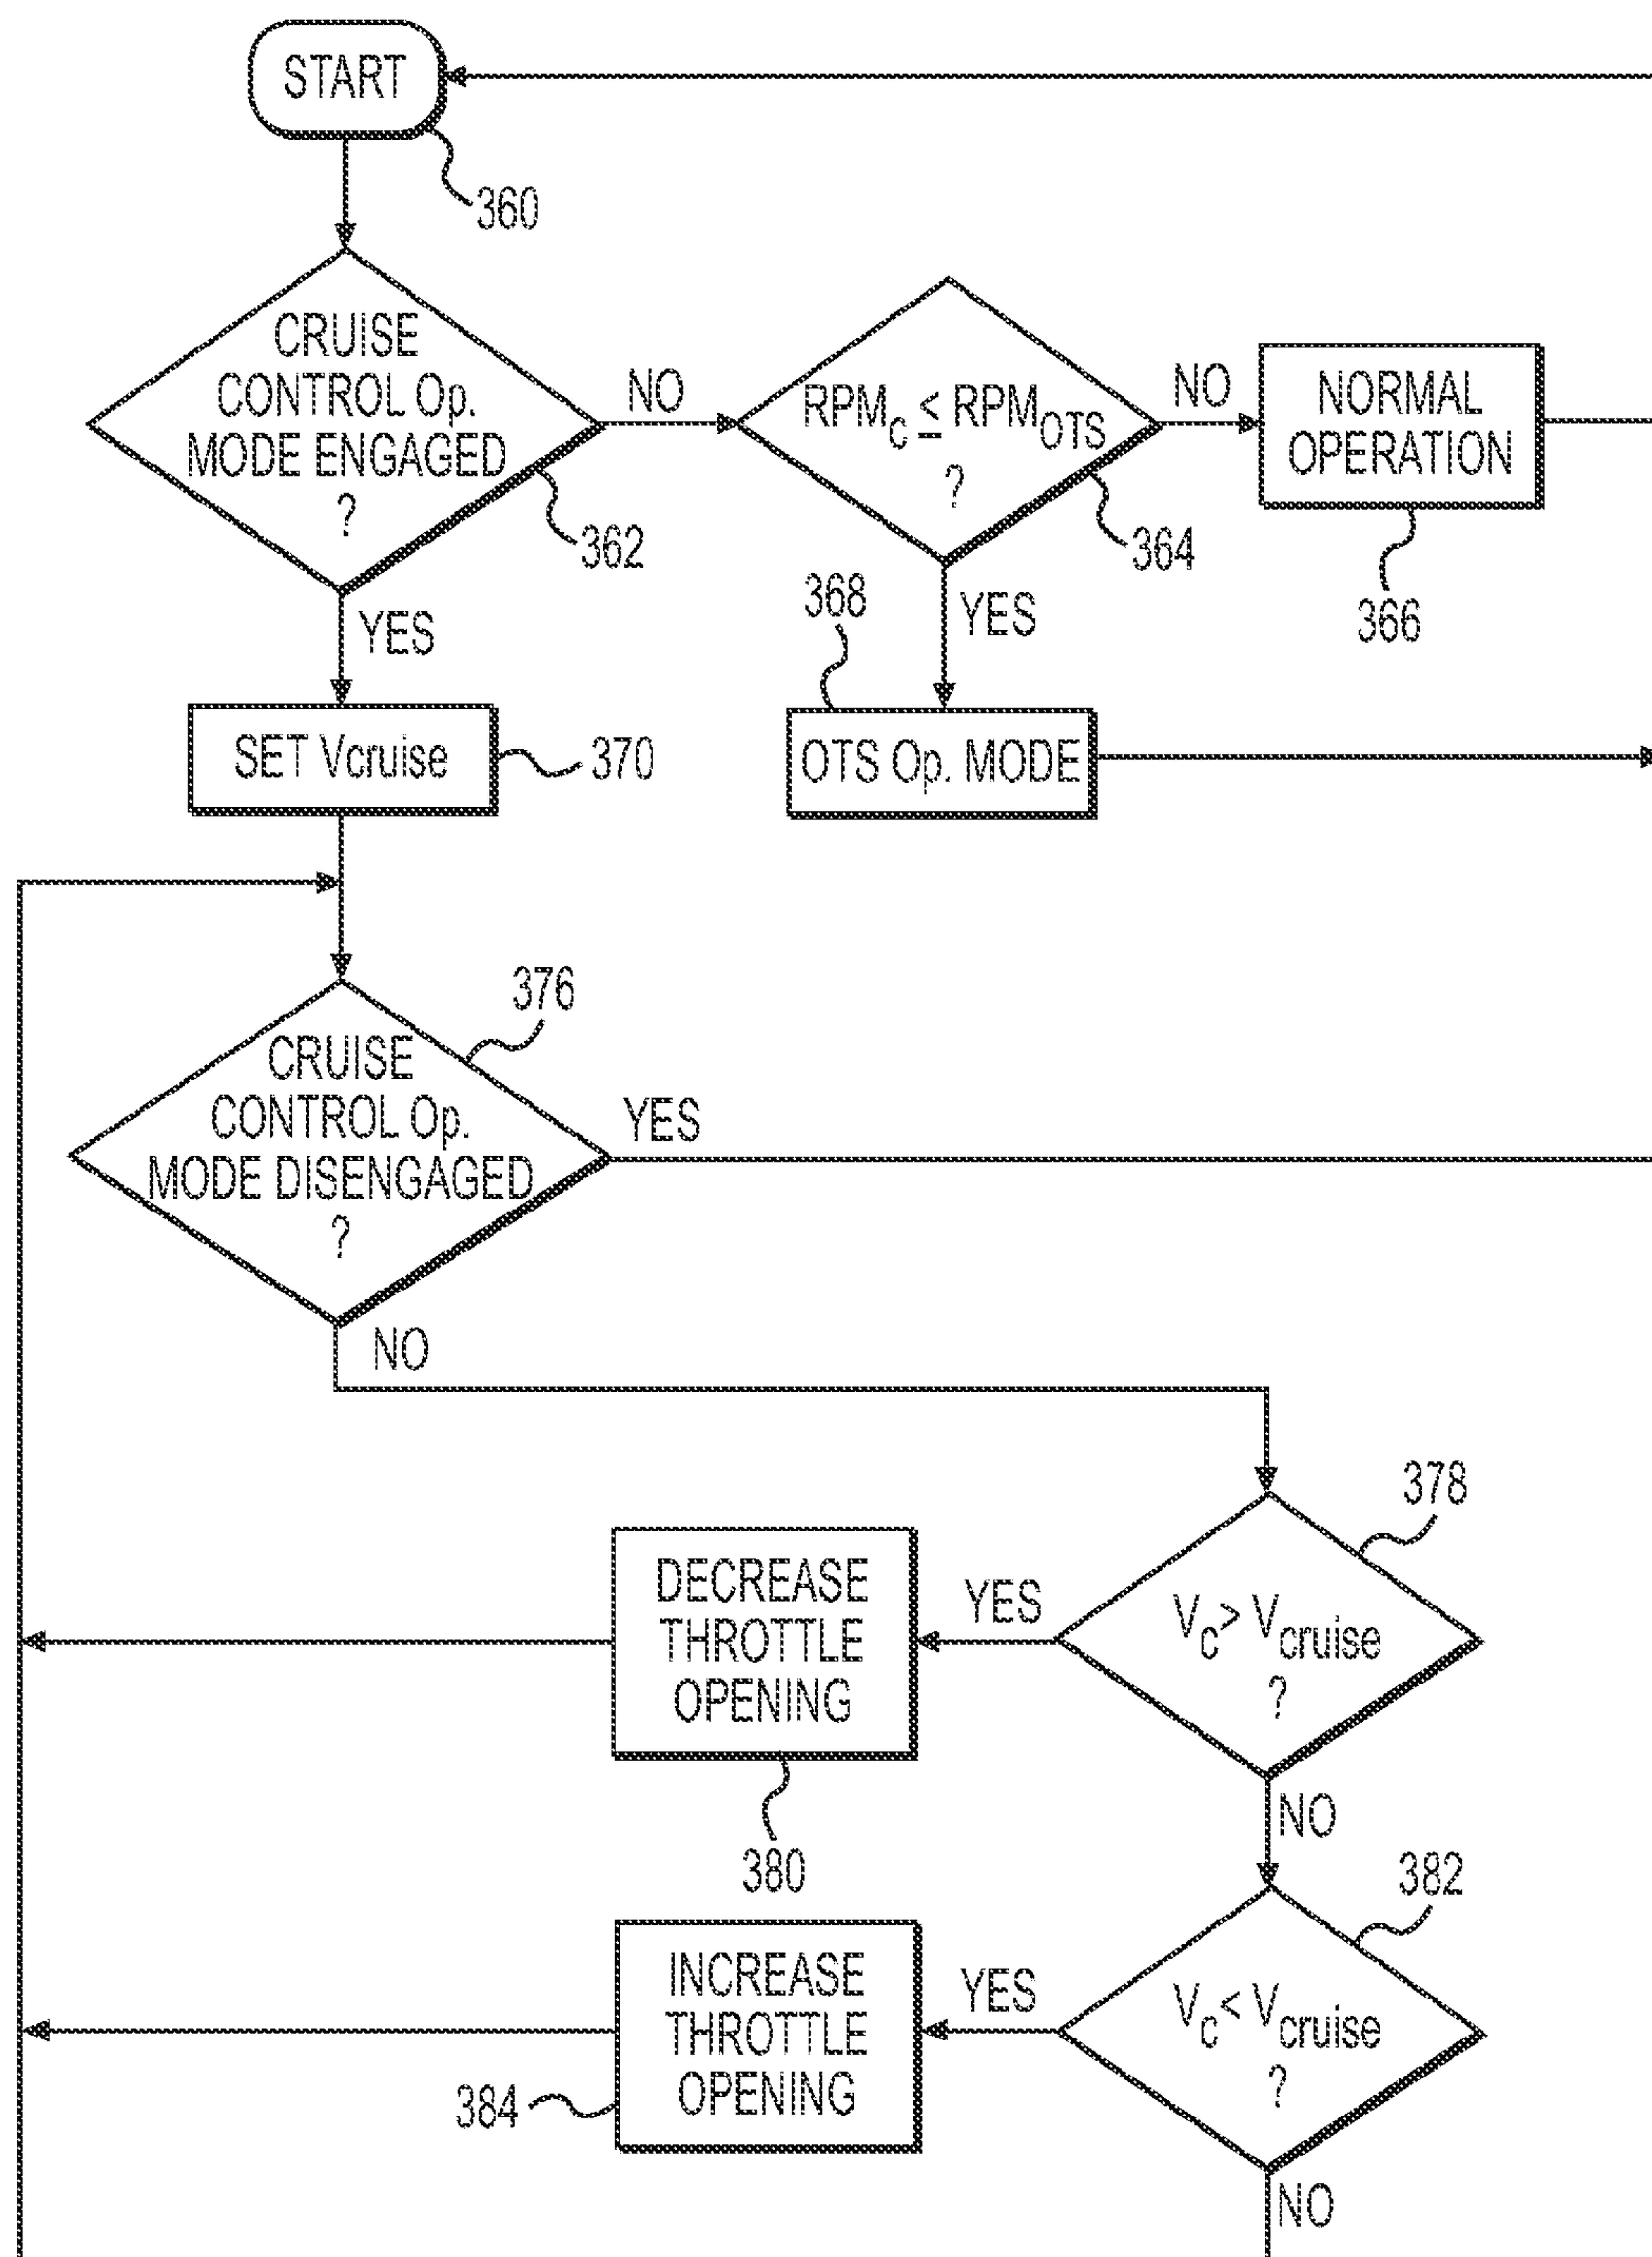 START
360
CRUISE
CONTROL Op.
MODE ENGAGED
?
362
NO
RPMc ≤ RPMOTS
?
364
NO
NORMAL
OPERATION
366
YES
368
YES
SET Vcruise
370
OTS Op. MODE
376
CRUISE
CONTROL Op.
MODE DISENGAGED
?
YES
NO
378
Vc > Vcruise
?
YES
DECREASE
THROTTLE
OPENING
380
NO
382
Vc < Vcruise
?
YES
INCREASE
THROTTLE
OPENING
384
NO